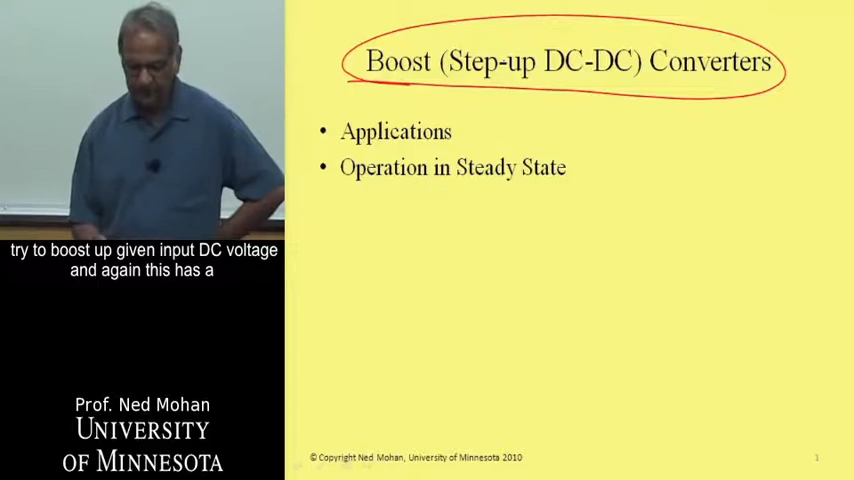 Boost (Step-up DC-DC) Converters
• Applications
• Operation in Steady State
try to boost up given input DC voltage
and again this has a
Prof. Ned Mohan
UNIVERSITY
OF MINNESOTA
© Copyright Ned Mohan, University of Minnesota 2010
1